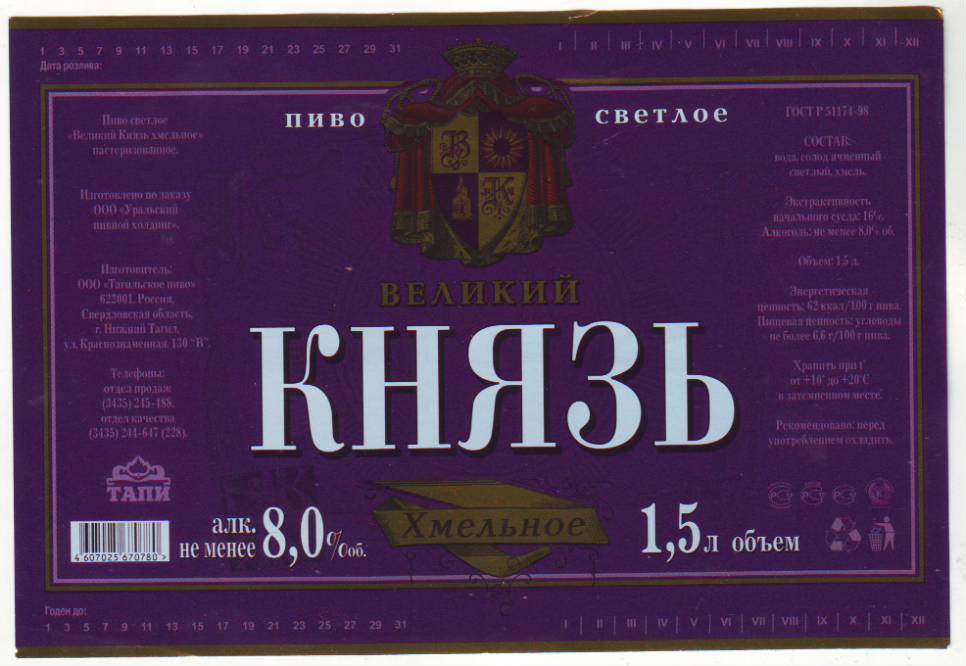 1 3 5 7 9 11 13 15 17 19 21 23 25 27 29 31
I II III IV V VI VII VIII IX X XI XII
Дата розлива:
Пиво светлое
«Великий Князь хмельное»
пастеризованное.
Изготовлено по заказу
ООО «Уральский
пивной холдинг».
Изготовитель:
ООО «Тагильское пиво»
622001, Россия,
Свердловская область,
г. Нижний Тагил,
ул. Краснознаменная, 130 "В".
Телефоны:
отдел продаж
(3435) 245-488,
отдел качества
(3435) 244-647 (228).
ТАПИ
4 607025 670780 >
пиво светлое
В
К
ВЕЛИКИЙ
КНЯЗЬ
Хмельное
алк.
не менее 8,0%об.
1,5л объем
ГОСТ Р 51174-98
СОСТАВ:
вода, солод ячменный
светлый, хмель.
Экстрактивность
начального сусла: 16%.
Алкоголь: не менее 8,0% об.
Объем: 1,5 л.
Энергетическая
ценность: 62 ккал/100 г пива.
Пищевая ценность: углеводы
не более 6,6 г/100 г пива.
Хранить при t°
от +10° до +20°С
в затемненном месте.
Рекомендовано: перед
употреблением охладить.
РСТ РСТ РСТ
Годен до:
1 3 5 7 9 11 13 15 17 19 21 23 25 27 29 31
I II III IV V VI VII VIII IX X XI XII